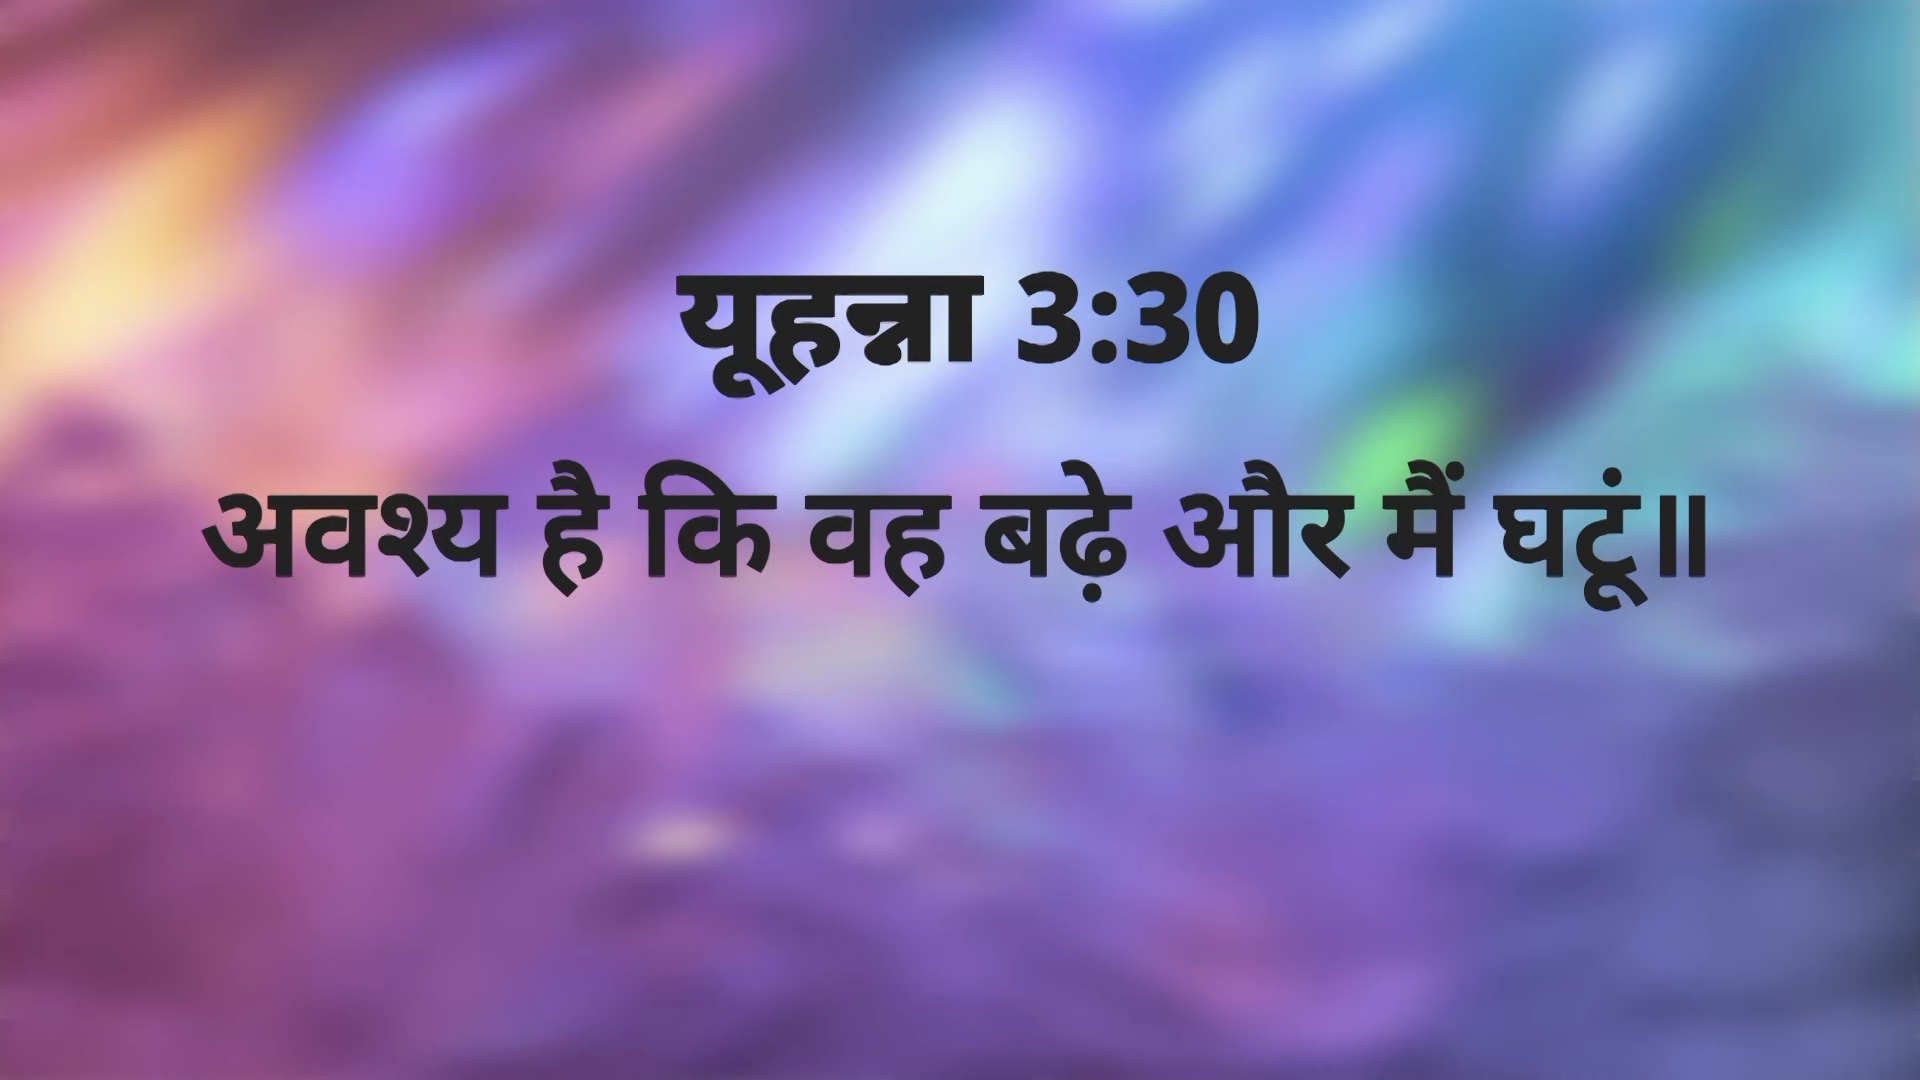 यूहन्ना 3:30
अवश्य है कि वह बढ़े और मैं घटूं॥